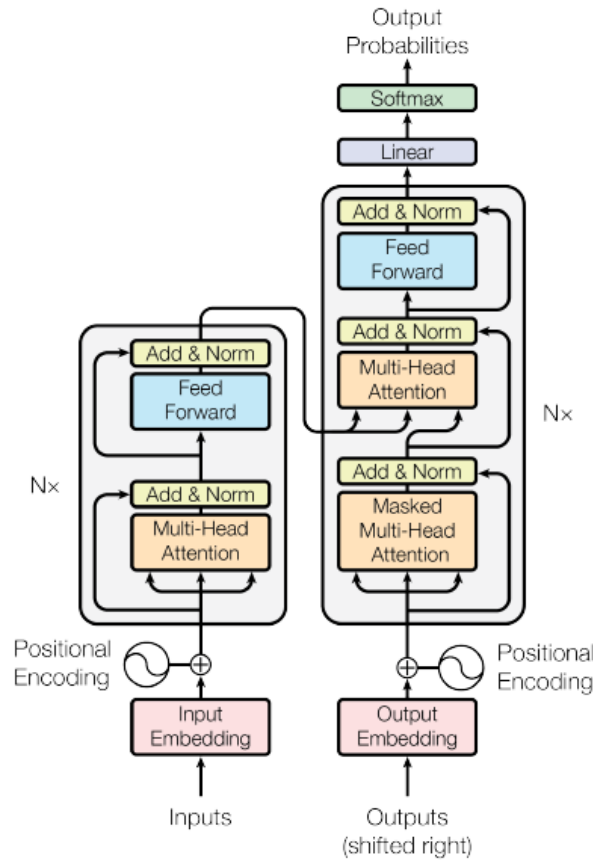 Output
Probabilities
Softmax
Linear
Add & Norm
Feed
Forward
Add & Norm
Multi-Head
Attention
Add & Norm
Masked
Multi-Head
Attention
N×
Add & Norm
Feed
Forward
Add & Norm
Multi-Head
Attention
N×
Positional
Encoding
Positional
Encoding
Input
Embedding
Output
Embedding
Inputs
Outputs
(shifted right)